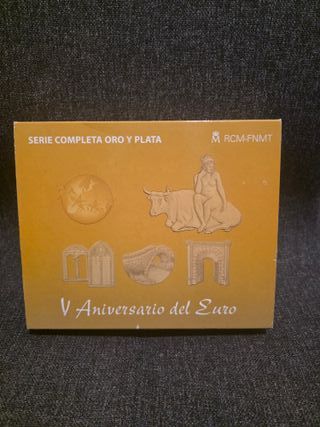 SERIE COMPLETA ORO Y PLATA
RCM-FNMT
V Aniversario del Euro